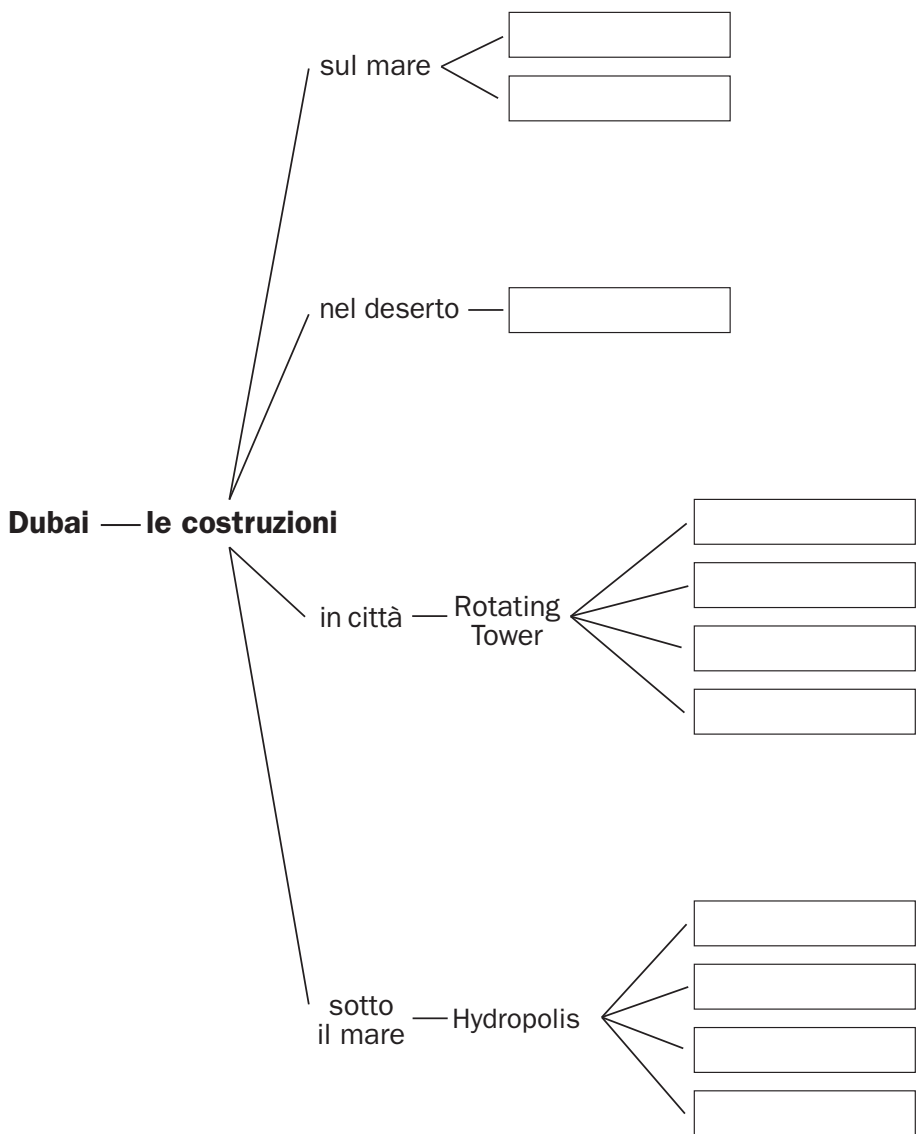 sul mare
nel deserto
Dubai
le costruzioni
in città
Rotating
Tower
sotto
il mare
Hydropolis